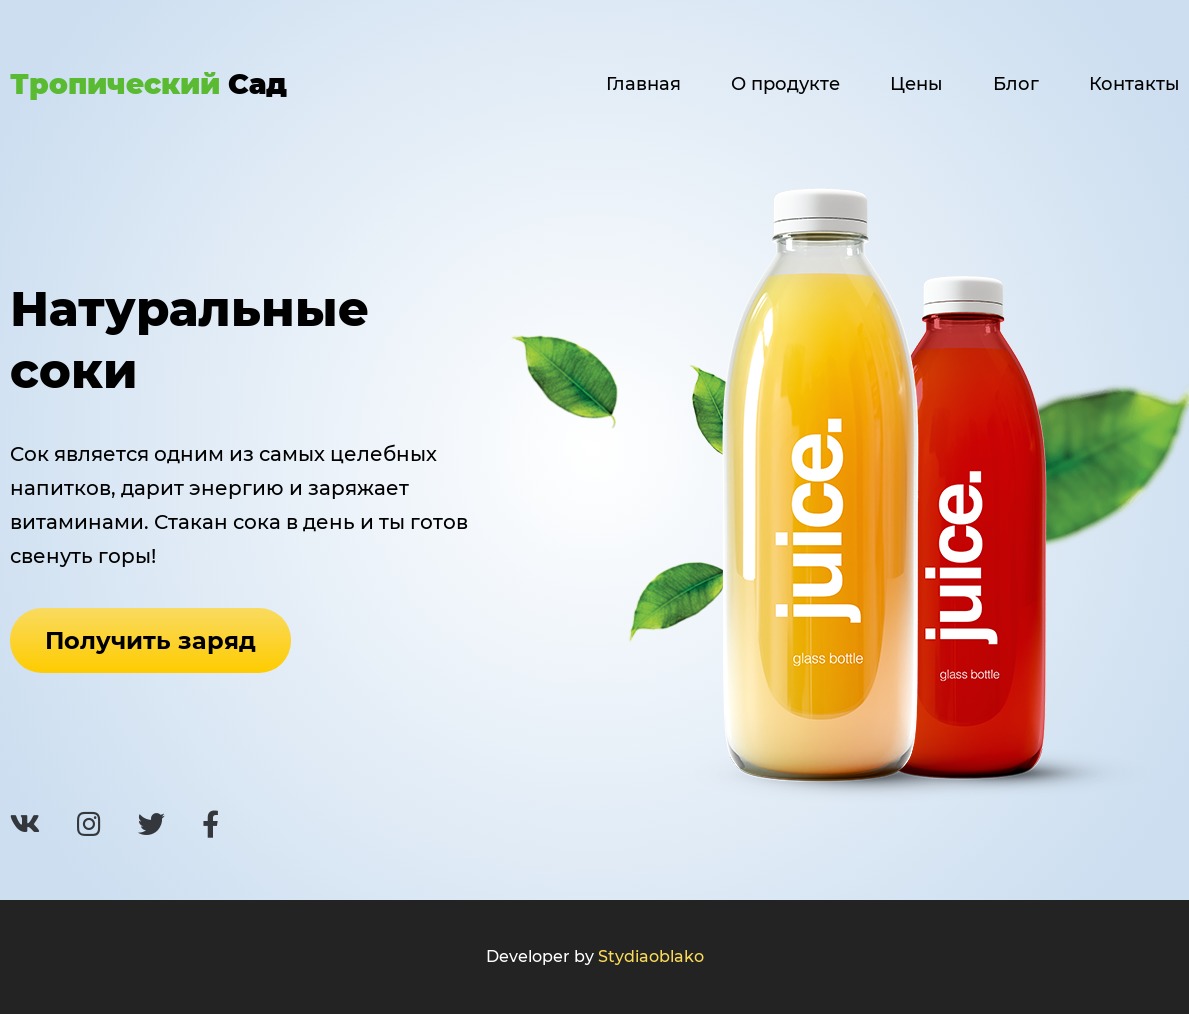 Тропический Сад
Главная О продукте Цены Блог Контакты
Натуральные
соки
Сок является одним из самых целебных
напитков, дарит энергию и заряжает
витаминами. Стакан сока в день и ты готов
свенуть горы!
Получить заряд
juice.
glass bottle
juice.
glass bottle
Developer by Stydiaoblako